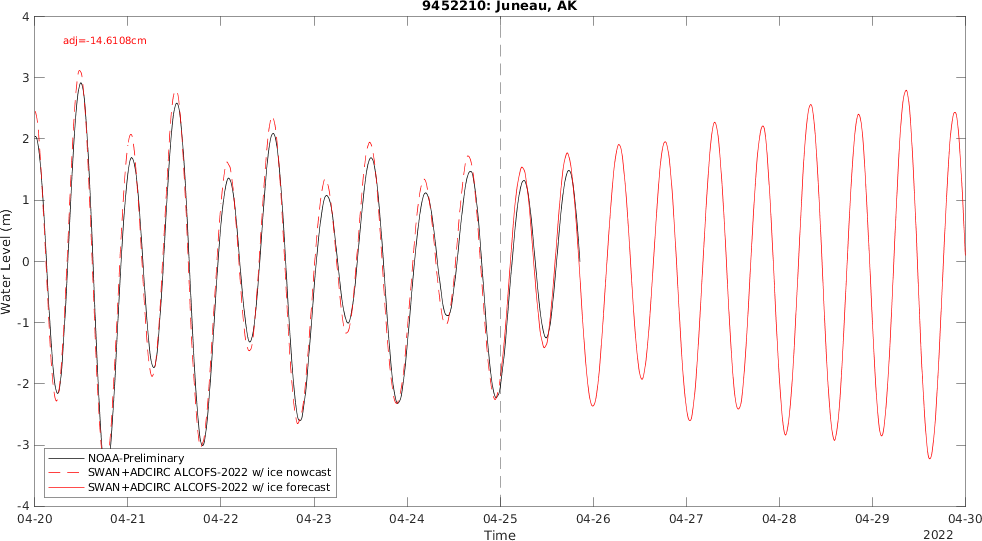 9452210: Juneau, AK
adj=-14.6108cm
4
3
2
1
0
-1
-2
-3
-4
Water Level (m)
NOAA-Preliminary
SWAN+ADCIRC ALCOFS-2022 w/ ice nowcast
SWAN+ADCIRC ALCOFS-2022 w/ ice forecast
04-20 04-21 04-22 04-23 04-24 04-25 04-26 04-27 04-28 04-29 04-30
Time
2022